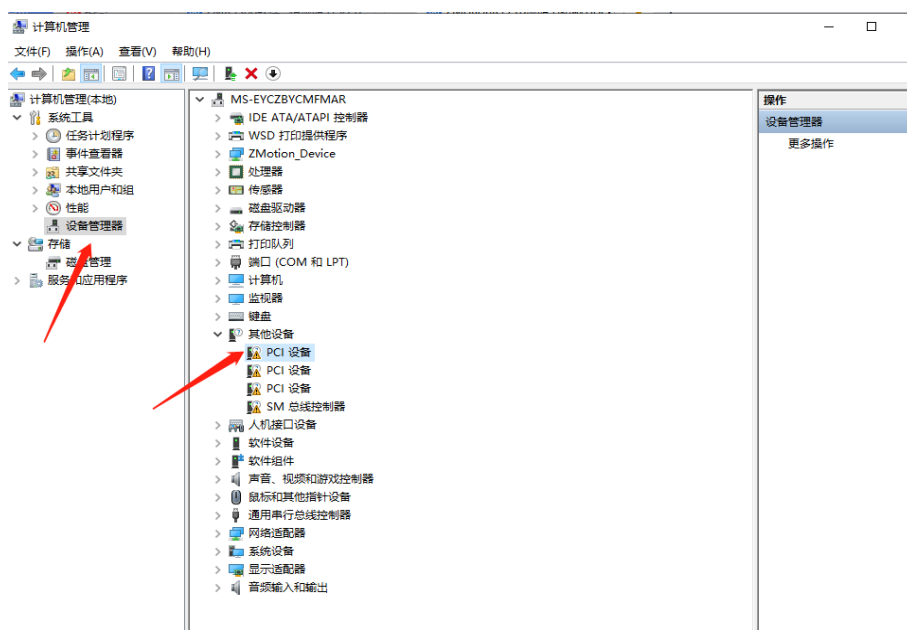 计算机管理
文件(F) 操作(A) 查看(V) 帮助(H)
计算机管理(本地)
系统工具
任务计划程序
事件查看器
共享文件夹
本地用户和组
性能
设备管理器
存储
磁盘管理
服务和应用程序
MS-EYCZBYCMFMAR
IDE ATA/ATAPI 控制器
WSD 打印提供程序
ZMotion_Device
处理器
传感器
磁盘驱动器
存储控制器
打印队列
端口 (COM 和 LPT)
计算机
监视器
键盘
其他设备
PCI 设备
PCI 设备
PCI 设备
SM 总线控制器
人机接口设备
软件设备
软件组件
声音、视频和游戏控制器
鼠标和其他指针设备
通用串行总线控制器
网络适配器
系统设备
显示适配器
音频输入和输出
操作
设备管理器
更多操作